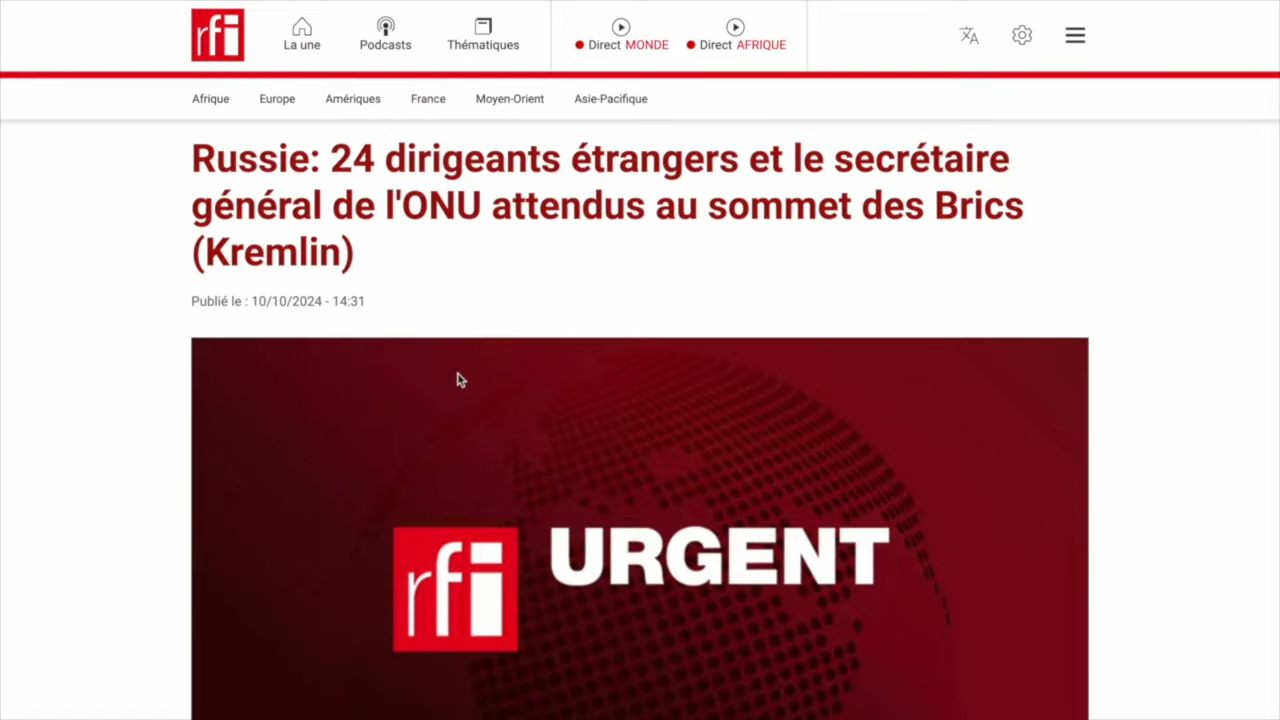 rfi
La une
Podcasts
Thématiques
Direct MONDE
Direct AFRIQUE
Afrique
Europe
Amériques
France
Moyen-Orient
Asie-Pacifique
Russie: 24 dirigeants étrangers et le secrétaire
général de l'ONU attendus au sommet des Brics
(Kremlin)
Publié le : 10/10/2024 - 14:31
rfi
URGENT